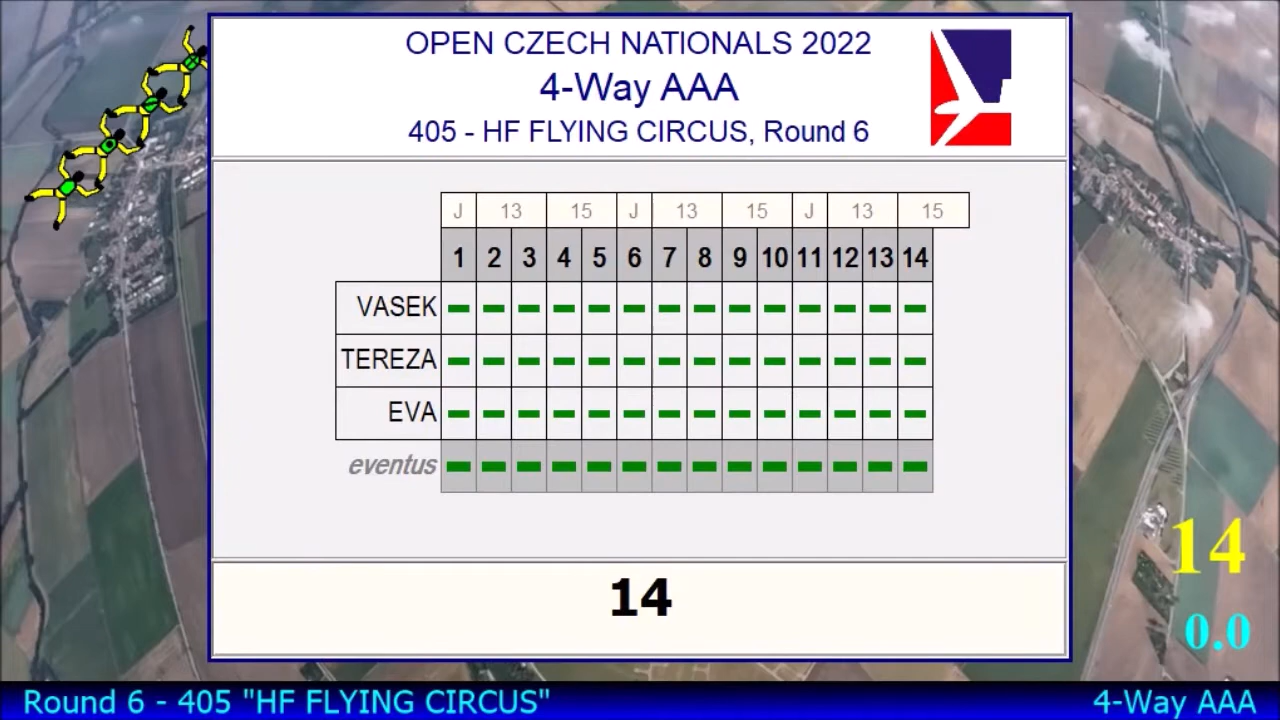 OPEN CZECH NATIONALS 2022
4-Way AAA
405 - HF FLYING CIRCUS, Round 6
J 13 15 J 13 15 J 13 15
1 2 3 4 5 6 7 8 9 10 11 12 13 14
VASEK
TEREZA
EVA
eventus
14
14
0.0
Round 6 - 405 "HF FLYING CIRCUS" 4-Way AAA